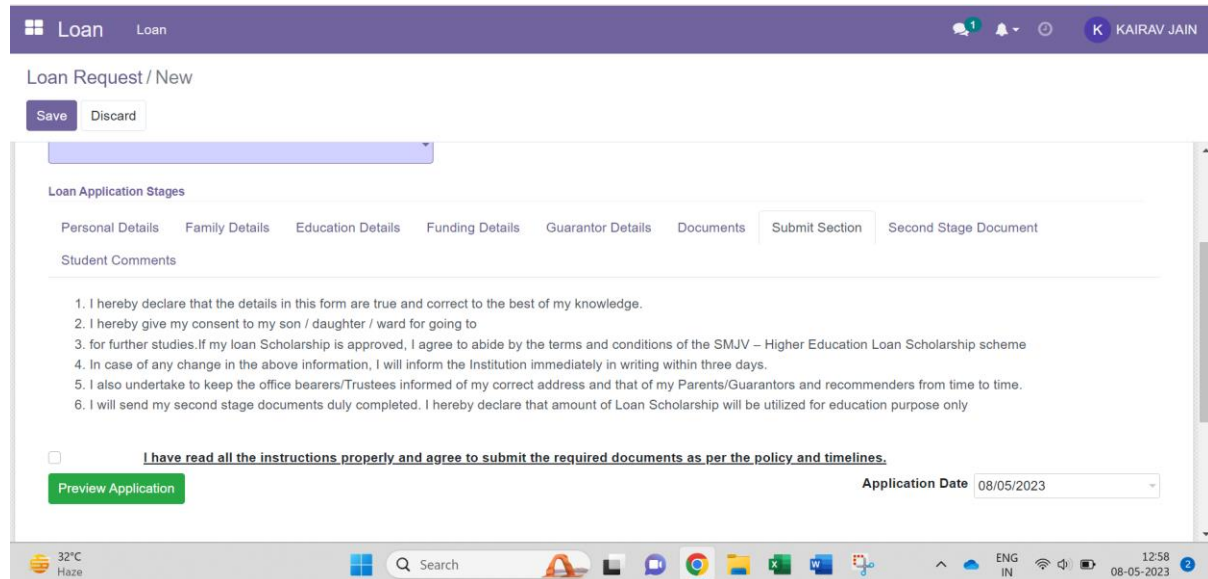 Loan Loan 1 K KAIRAV JAIN
Loan Request / New
Save Discard
Loan Application Stages
Personal Details Family Details Education Details Funding Details Guarantor Details Documents Submit Section Second Stage Document
Student Comments
1. I hereby declare that the details in this form are true and correct to the best of my knowledge.
2. I hereby give my consent to my son / daughter / ward for going to
3. for further studies.If my loan Scholarship is approved, I agree to abide by the terms and conditions of the SMJV – Higher Education Loan Scholarship scheme
4. In case of any change in the above information, I will inform the Institution immediately in writing within three days.
5. I also undertake to keep the office bearers/Trustees informed of my correct address and that of my Parents/Guarantors and recommenders from time to time.
6. I will send my second stage documents duly completed. I hereby declare that amount of Loan Scholarship will be utilized for education purpose only
I have read all the instructions properly and agree to submit the required documents as per the policy and timelines.
Preview Application Application Date 08/05/2023
32°C Search ENG 12:58
Haze IN 08-05-2023 2